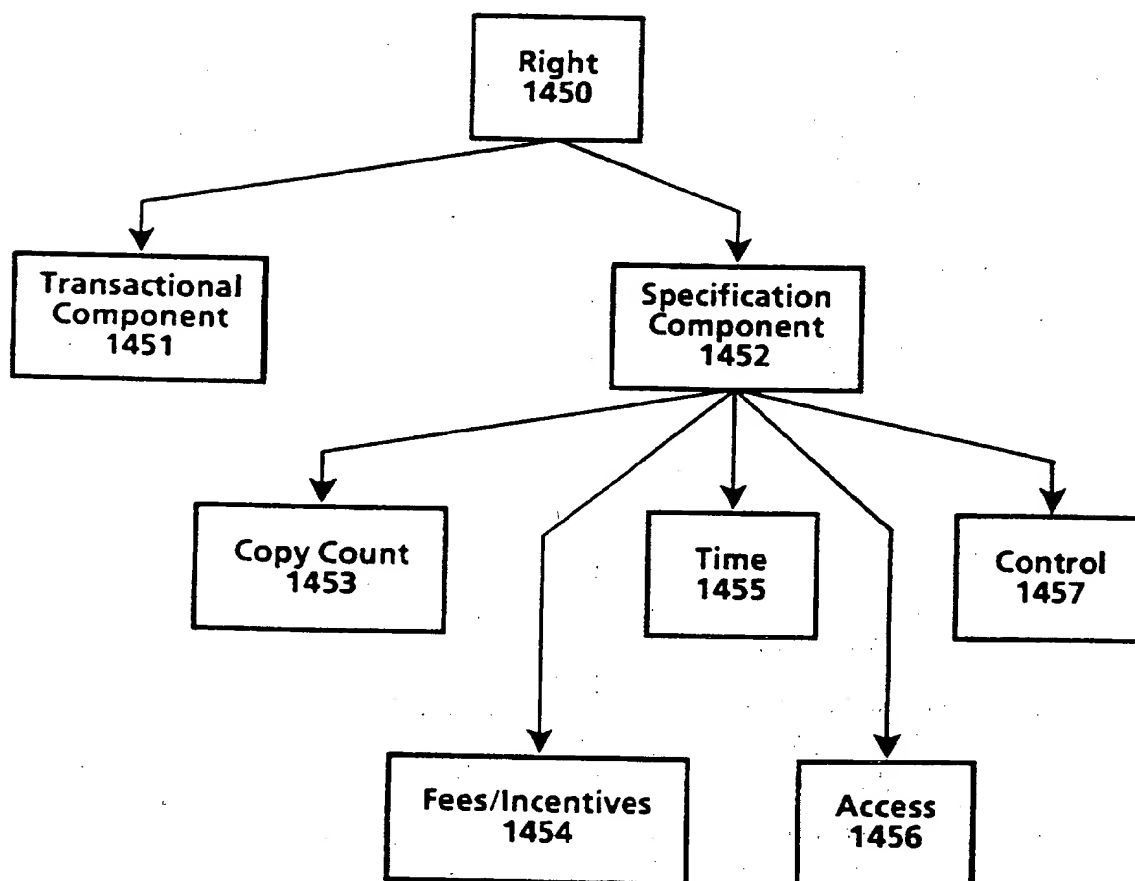 Right
1450
Transactional
Component
1451
Specification
Component
1452
Copy Count
1453
Time
1455
Control
1457
Fees/Incentives
1454
Access
1456